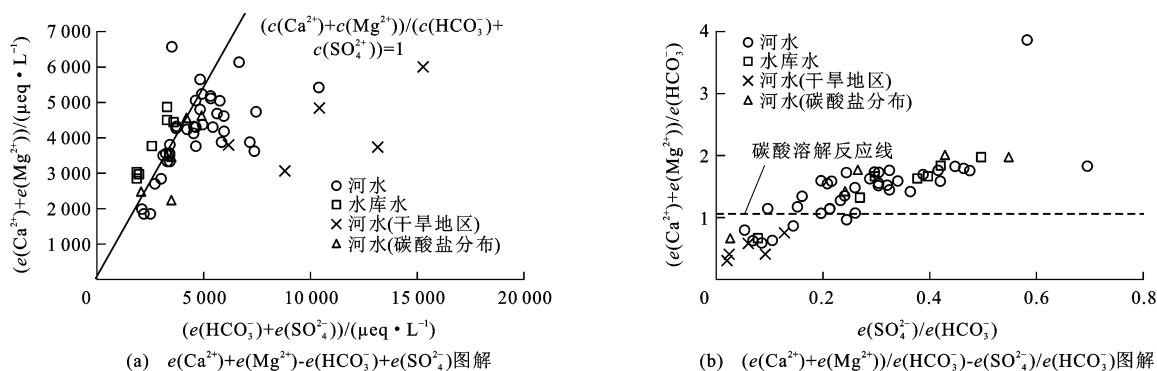 (c(Ca²⁺)+c(Mg²⁺))/(c(HCO₃⁻)+
c(SO₄²⁺))=1
7 000
6 000
5 000
4 000
3 000
2 000
1 000
0
5 000
10 000
15 000
20 000
(e(Ca²⁺)+e(Mg²⁺))/(μeq·L⁻¹)
河水
水库水
河水(干旱地区)
河水(碳酸盐分布)
(e(HCO₃⁻)+e(SO₄²⁻))/(μeq·L⁻¹)
(a) e(Ca²⁺)+e(Mg²⁺)-e(HCO₃⁻)+e(SO₄²⁻)图解
4
3
2
1
0
0.2
0.4
0.6
0.8
(e(Ca²⁺)+e(Mg²⁺))/e(HCO₃⁻)
河水
水库水
河水(干旱地区)
河水(碳酸盐分布)
碳酸溶解反应线
e(SO₄²⁻)/e(HCO₃⁻)
(b) (e(Ca²⁺)+e(Mg²⁺))/e(HCO₃⁻)-e(SO₄²⁻)/e(HCO₃⁻)图解